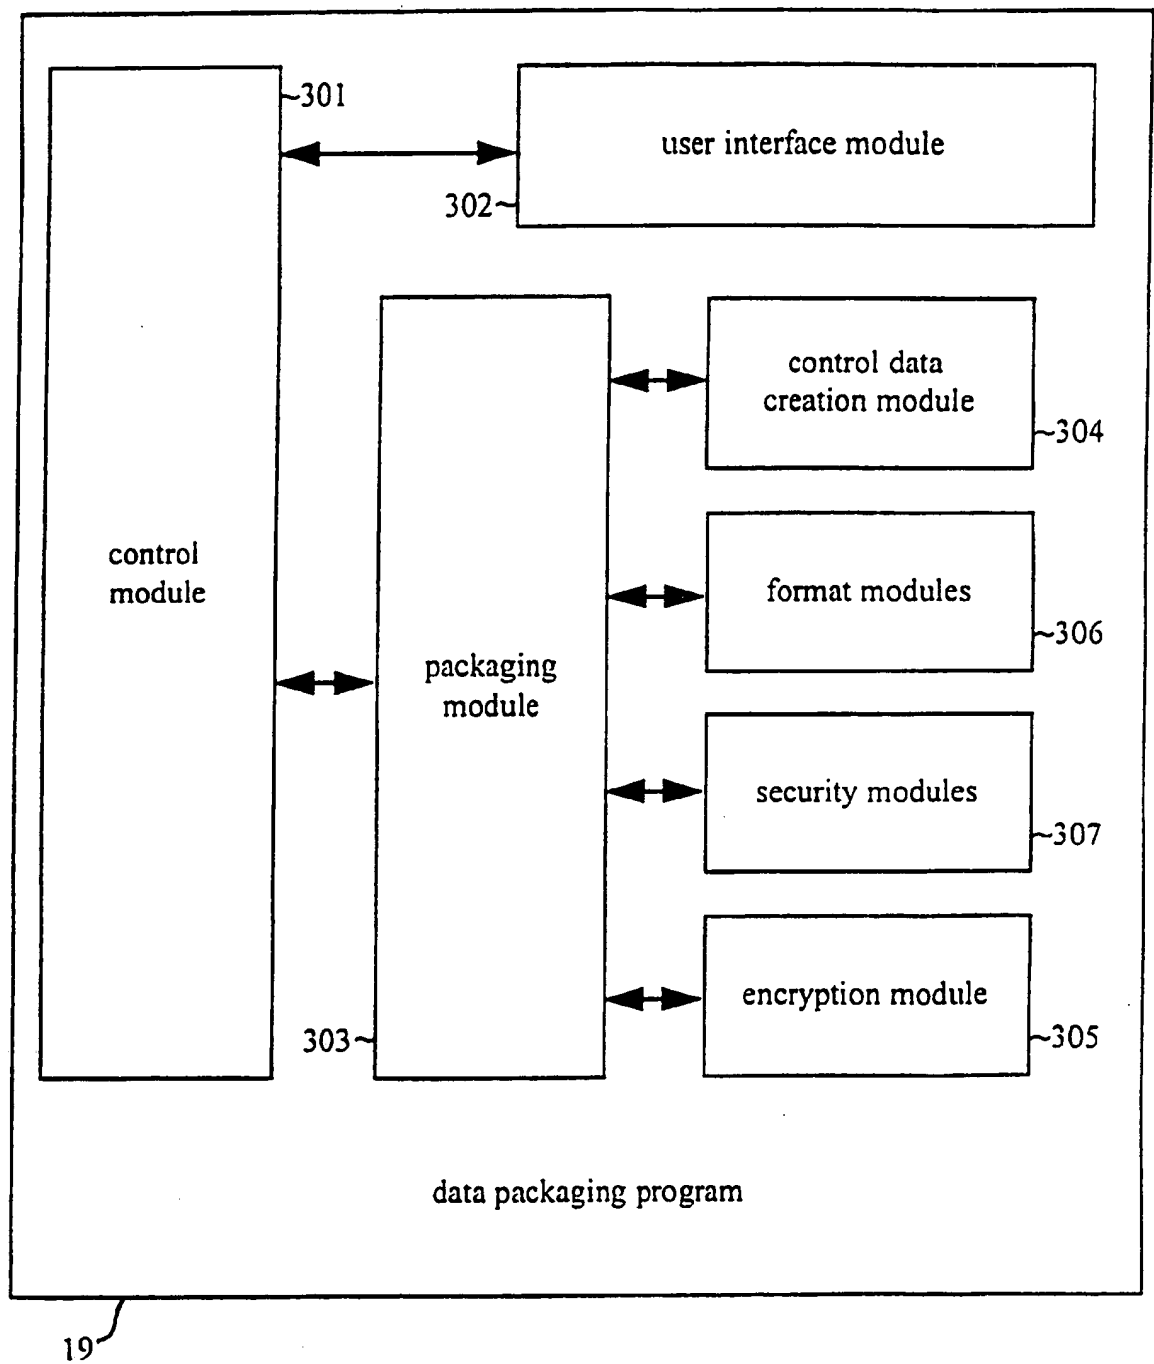 301
user interface module
302
control data
creation module
304
control
module
format modules
306
packaging
module
security modules
307
encryption module
303
305
data packaging program
19